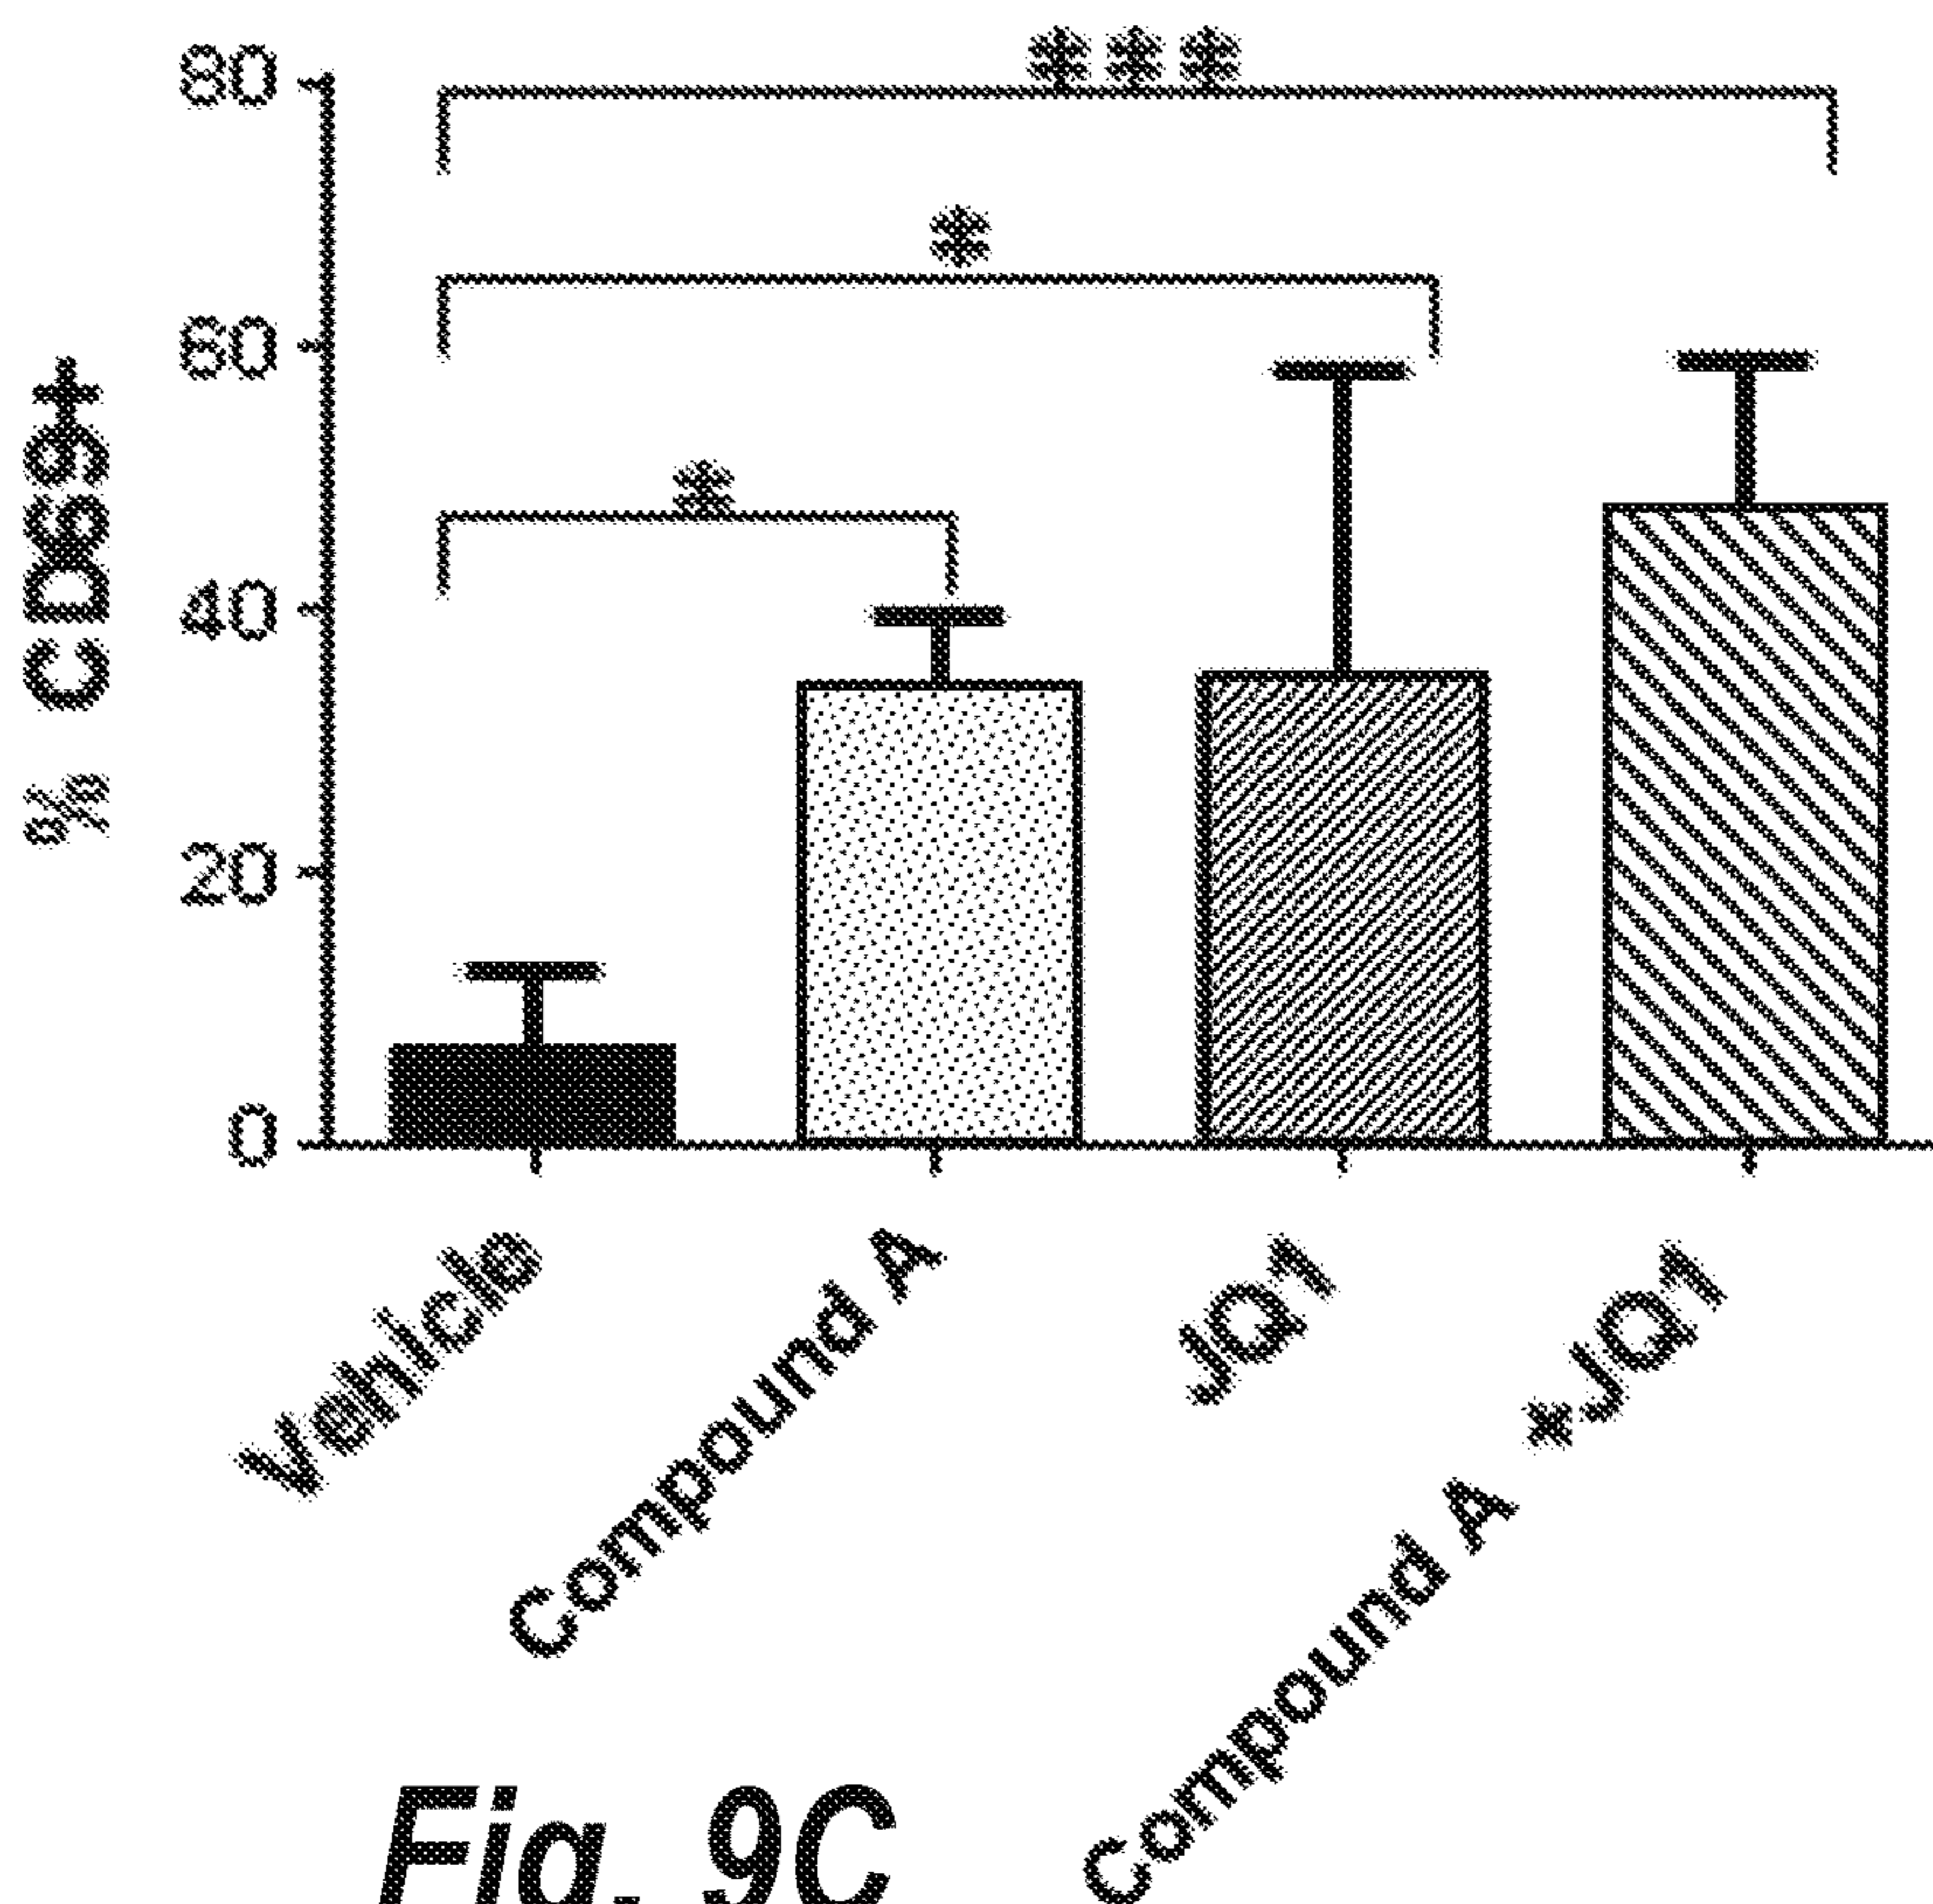 % CD69+
80
60
40
20
0
***
*
*
Vehicle
Compound A
JQ1
Compound A +JQ1
Fig. 9C